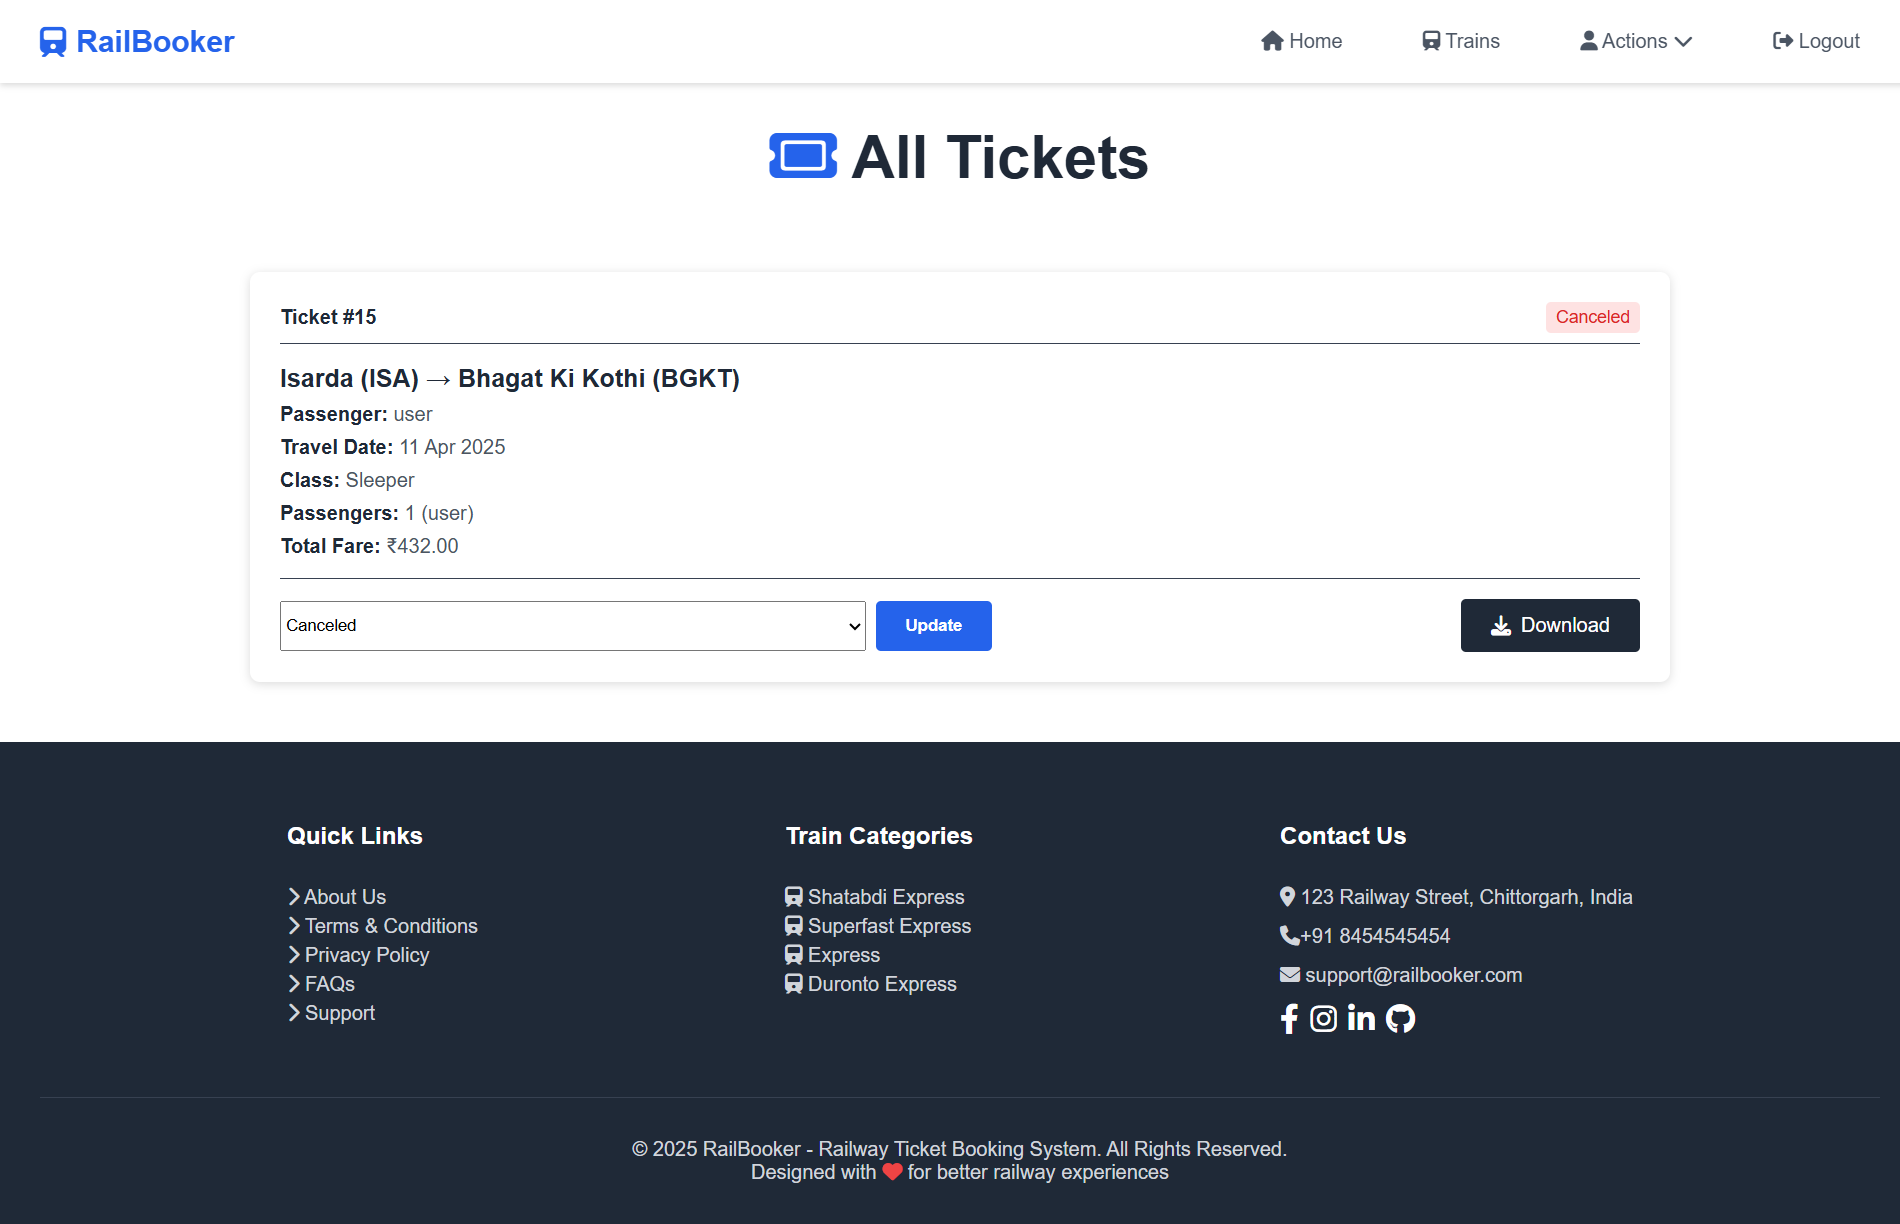 RailBooker
Home
Trains
Actions
Logout
All Tickets
Ticket #15
Canceled
Isarda (ISA) → Bhagat Ki Kothi (BGKT)
Passenger: user
Travel Date: 11 Apr 2025
Class: Sleeper
Passengers: 1 (user)
Total Fare: ₹432.00
Canceled
Update
Download
Quick Links
About Us
Terms & Conditions
Privacy Policy
FAQs
Support
Train Categories
Shatabdi Express
Superfast Express
Express
Duronto Express
Contact Us
123 Railway Street, Chittorgarh, India
+91 8454545454
support@railbooker.com
© 2025 RailBooker - Railway Ticket Booking System. All Rights Reserved.
Designed with ❤ for better railway experiences